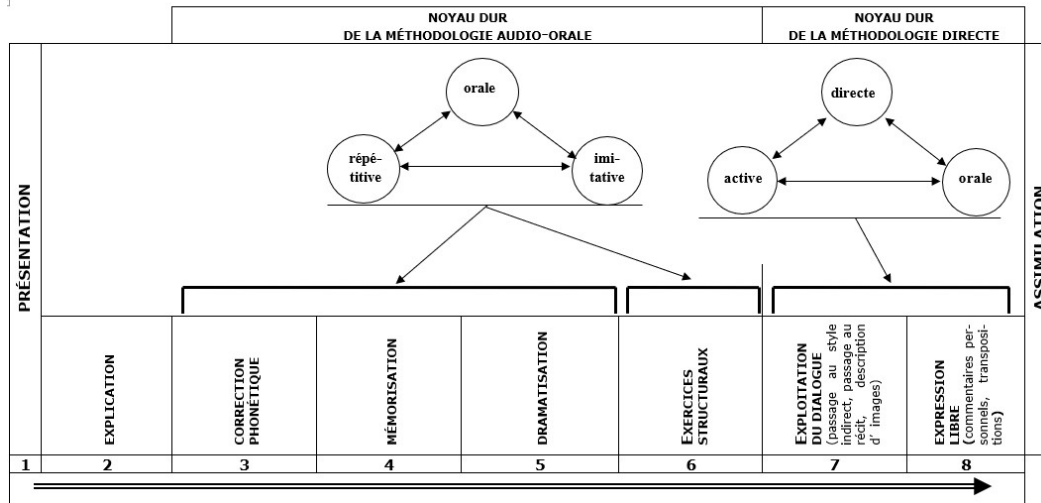 NOYAU DUR
DE LA MÉTHODOLOGIE AUDIO-ORALE
NOYAU DUR
DE LA MÉTHODOLOGIE DIRECTE
PRÉSENTATION
orale
répé-
titive
imi-
tative
directe
active
orale
ASSIMILATION
EXPLICATION
CORRECTION
PHONÉTIQUE
MÉMORISATION
DRAMATISATION
EXERCICES
STRUCTURAUX
EXPLOITATION
DU DIALOGUE
(passage au style
indirect, passage au
récit, description
d' images)
EXPRESSION
LIBRE
(commentaires per-
sonnels, transposi-
tions)
1 2 3 4 5 6 7 8